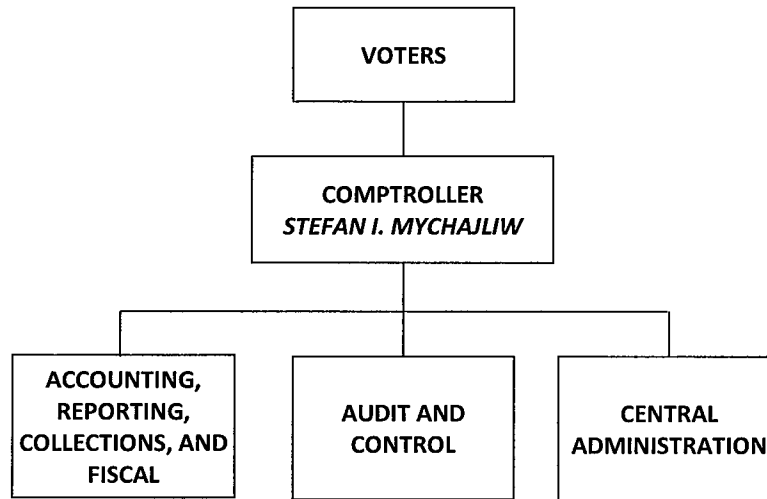 VOTERS
COMPTROLLER
STEFAN I. MYCHAJLIW
ACCOUNTING,
REPORTING,
COLLECTIONS, AND
FISCAL
AUDIT AND
CONTROL
CENTRAL
ADMINISTRATION